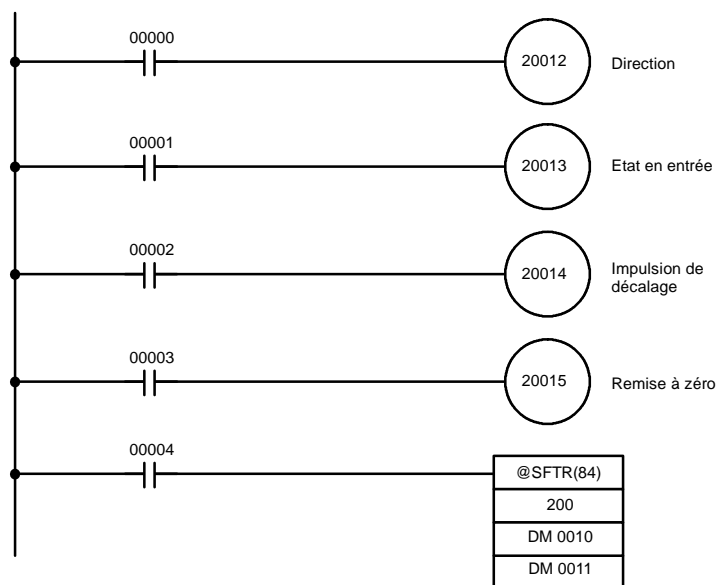 00000
20012
Direction
00001
20013
Etat en entrée
00002
20014
Impulsion de
décalage
00003
20015
Remise à zéro
00004
@SFTR(84)
200
DM 0010
DM 0011